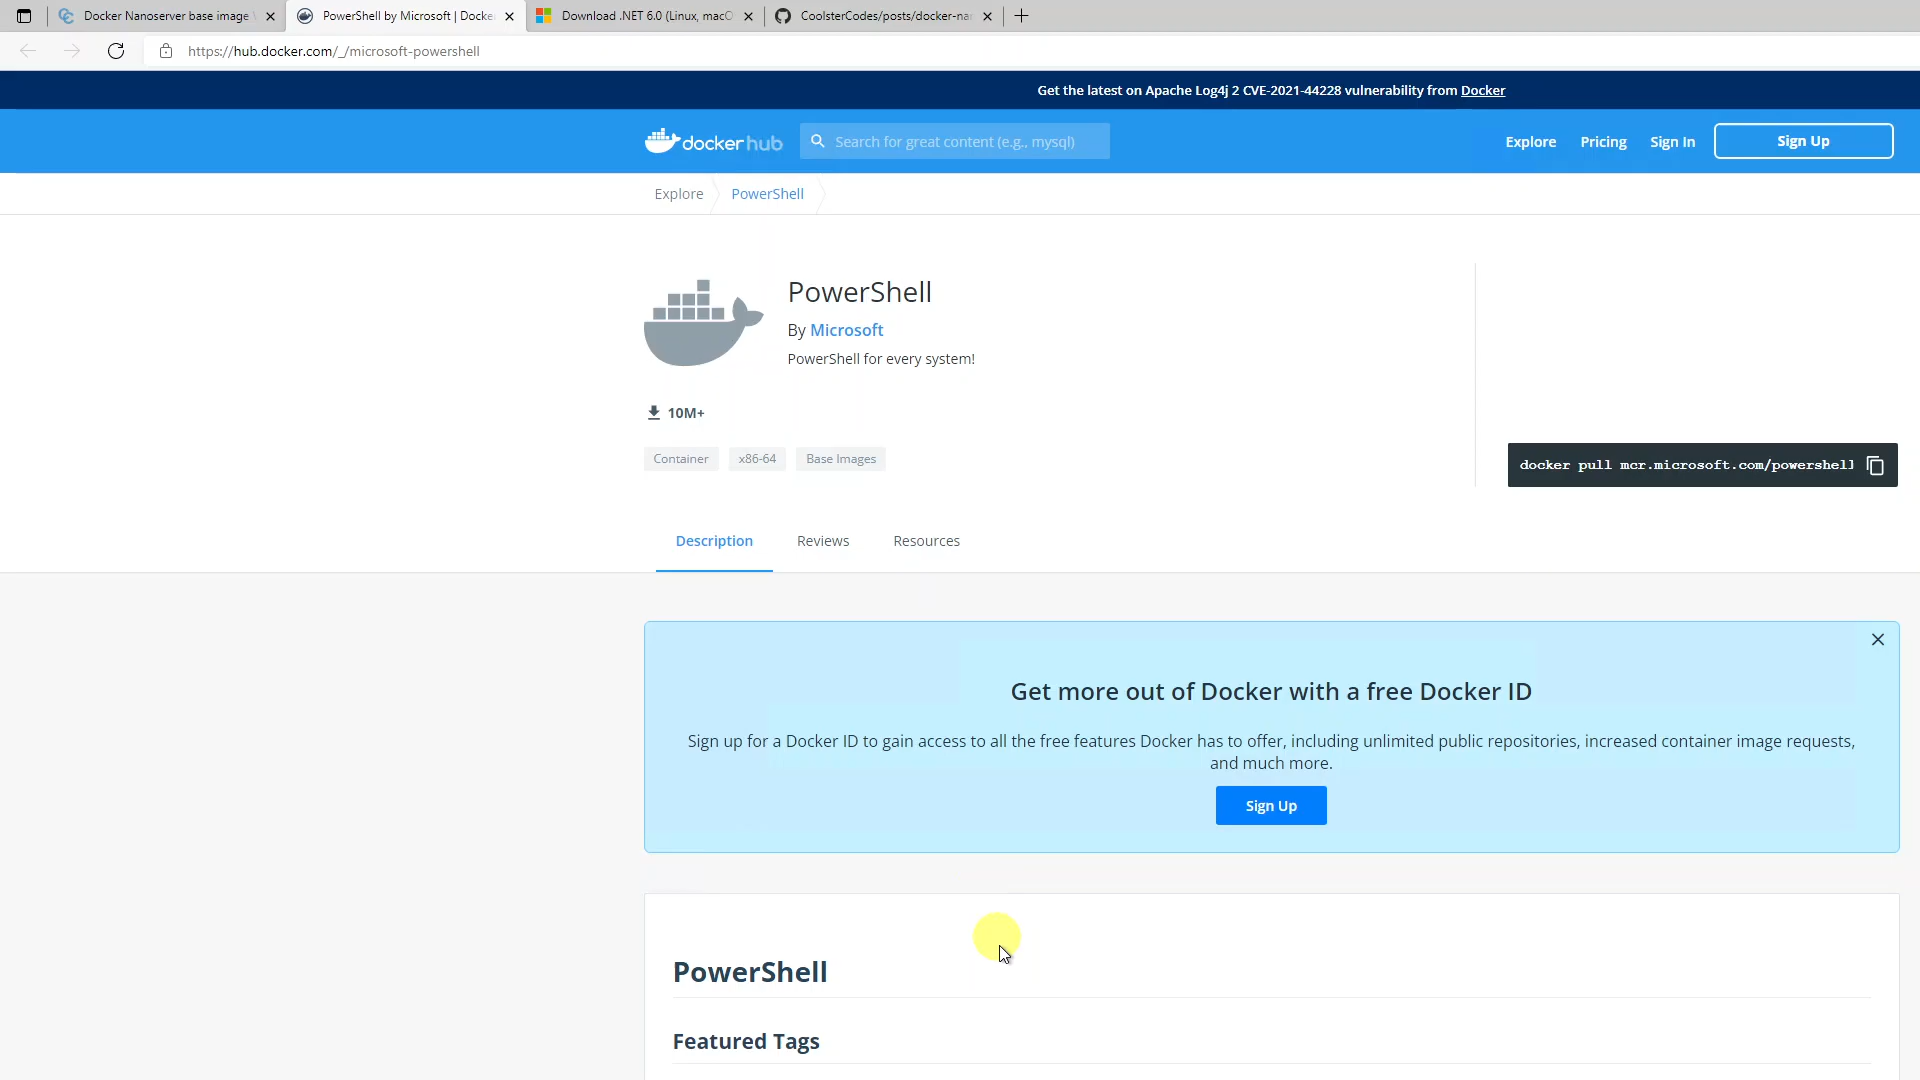 Docker Nanoserver base image
PowerShell by Microsoft | Docke
Download .NET 6.0 (Linux, macO
CoolsterCodes/posts/docker-na
https://hub.docker.com/_/microsoft-powershell
Get the latest on Apache Log4j 2 CVE-2021-44228 vulnerability from Docker
docker hub
Search for great content (e.g., mysql)
Explore
Pricing
Sign In
Sign Up
Explore
PowerShell
PowerShell
By Microsoft
PowerShell for every system!
10M+
Container
x86-64
Base Images
docker pull mcr.microsoft.com/powershell
Description
Reviews
Resources
Get more out of Docker with a free Docker ID
Sign up for a Docker ID to gain access to all the free features Docker has to offer, including unlimited public repositories, increased container image requests,
and much more.
Sign Up
PowerShell
Featured Tags